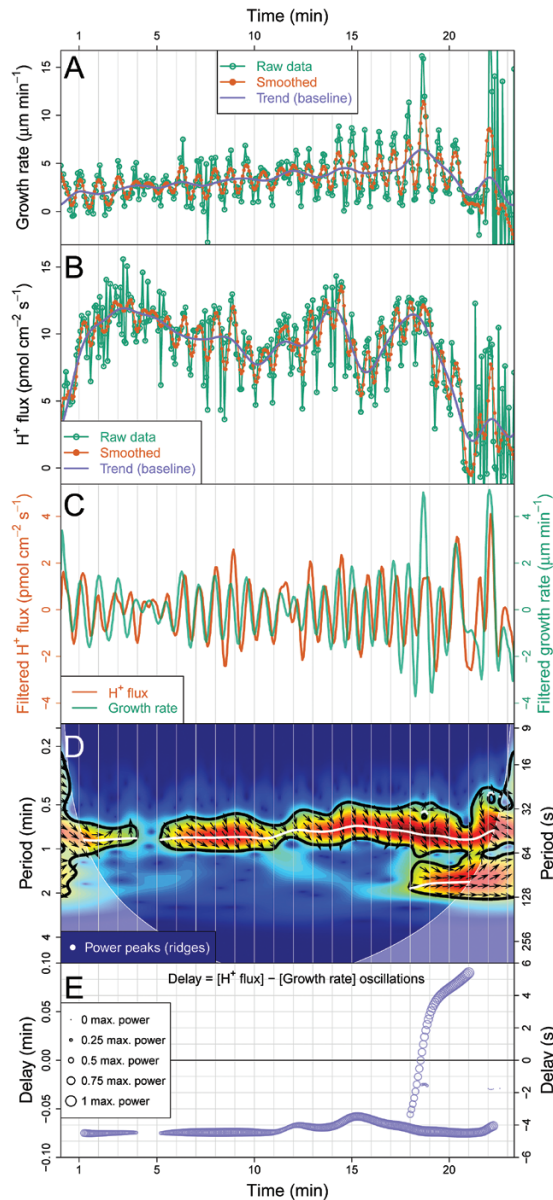 Time (min)
1 5 10 15 20
A
Raw data
Smoothed
Trend (baseline)
Growth rate (μm min⁻¹)
15
10
5
0
B
H⁺ flux (pmol cm⁻² s⁻¹)
15
10
5
0
Raw data
Smoothed
Trend (baseline)
C
Filtered H⁺ flux (pmol cm⁻² s⁻¹)
4
2
0
−2
−4
Filtered growth rate (μm min⁻¹)
4
2
0
−2
−4
H⁺ flux
Growth rate
D
Period (min)
0.2
0.5
1
2
4
Period (s)
9
16
32
64
128
256
Power peaks (ridges)
E
Delay = [H⁺ flux] − [Growth rate] oscillations
0 max. power
0.25 max. power
0.5 max. power
0.75 max. power
1 max. power
Delay (min)
0.10
0.05
0.00
−0.05
−0.10
Delay (s)
6
4
2
0
−2
−4
−6
1 5 10 15 20
Time (min)